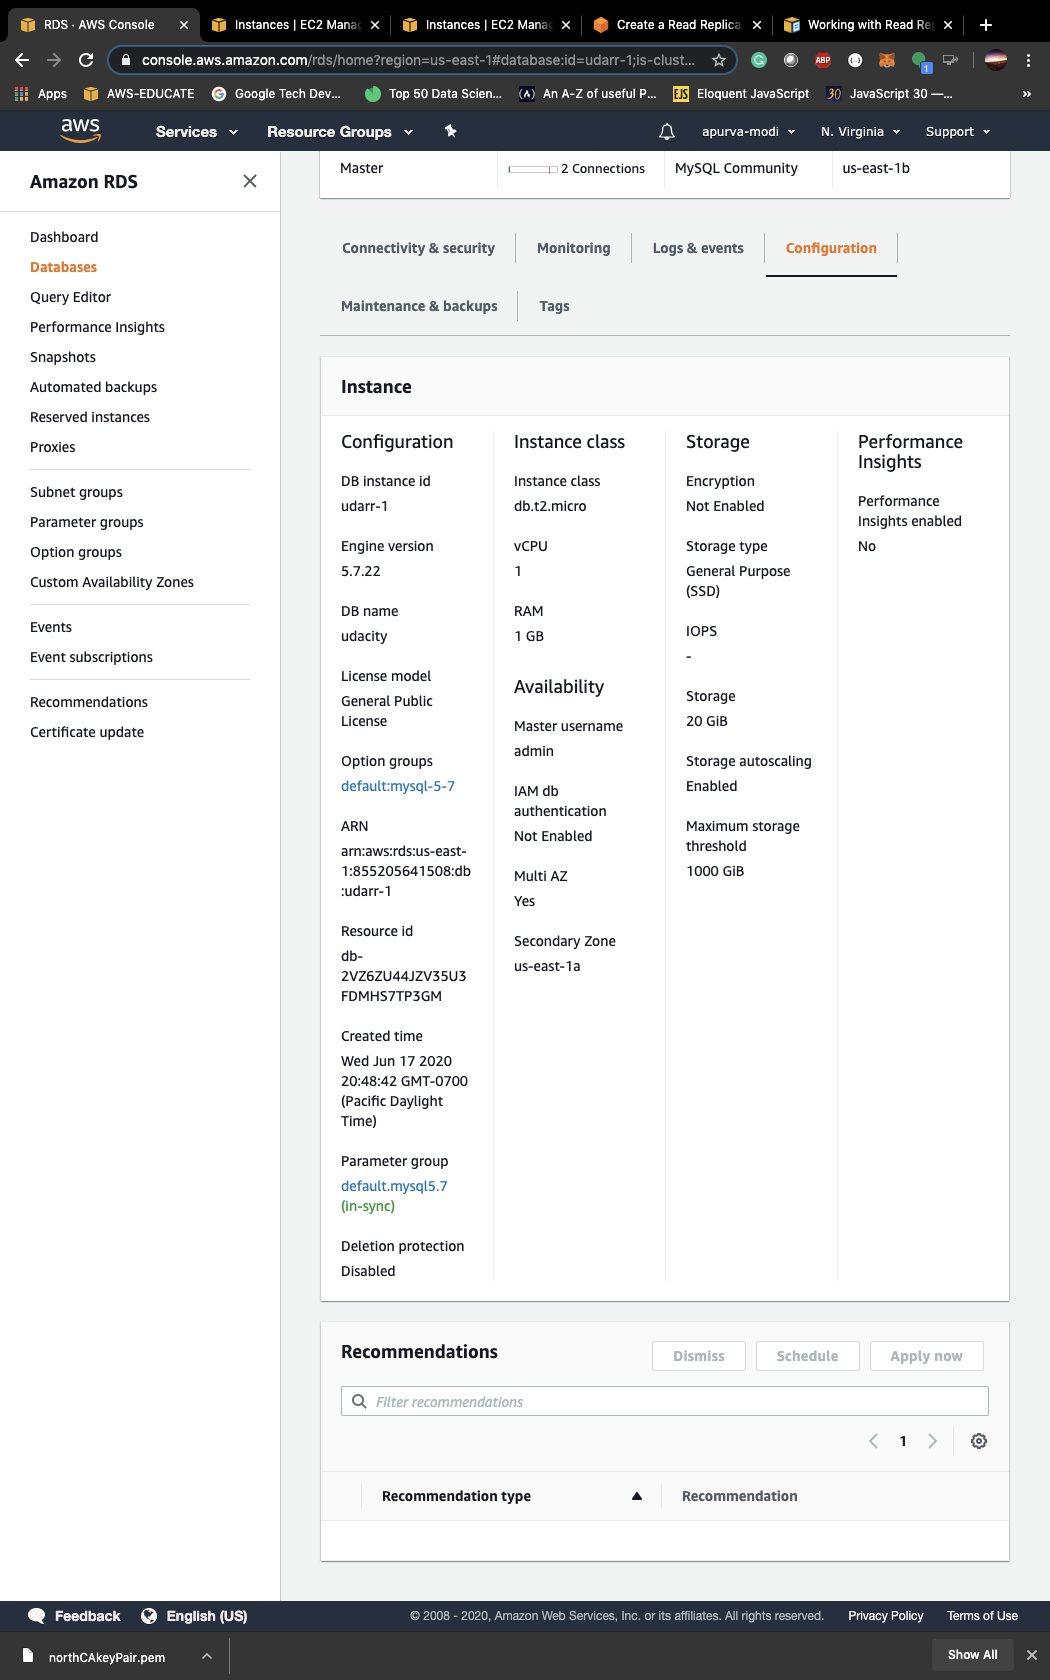 RDS · AWS Console
Instances | EC2 Manag
Instances | EC2 Manag
Create a Read Replica
Working with Read Re
console.aws.amazon.com/rds/home?region=us-east-1#database:id=udarr-1;is-clust...
ABP
1
Apps
AWS-EDUCATE
Google Tech Dev...
Top 50 Data Scien...
(A)
An A-Z of useful P...
EJS
Eloquent JavaScript
30
JavaScript 30 —...
»
aws
Services
Resource Groups
apurva-modi
N. Virginia
Support
Amazon RDS
Dashboard
Databases
Query Editor
Performance Insights
Snapshots
Automated backups
Reserved instances
Proxies
Subnet groups
Parameter groups
Option groups
Custom Availability Zones
Events
Event subscriptions
Recommendations
Certificate update
Master
2 Connections
MySQL Community
us-east-1b
Connectivity & security
Monitoring
Logs & events
Configuration
Maintenance & backups
Tags
Instance
Configuration
DB instance id
udarr-1
Engine version
5.7.22
DB name
udacity
License model
General Public
License
Option groups
default:mysql-5-7
ARN
arn:aws:rds:us-east-
1:855205641508:db
:udarr-1
Resource id
db-
2VZ6ZU44JZV35U3
FDMHS7TP3GM
Created time
Wed Jun 17 2020
20:48:42 GMT-0700
(Pacific Daylight
Time)
Parameter group
default.mysql5.7
(in-sync)
Deletion protection
Disabled
Instance class
Instance class
db.t2.micro
vCPU
1
RAM
1 GB
Availability
Master username
admin
IAM db
authentication
Not Enabled
Multi AZ
Yes
Secondary Zone
us-east-1a
Storage
Encryption
Not Enabled
Storage type
General Purpose
(SSD)
IOPS
-
Storage
20 GiB
Storage autoscaling
Enabled
Maximum storage
threshold
1000 GiB
Performance
Insights
Performance
Insights enabled
No
Recommendations
Dismiss
Schedule
Apply now
Filter recommendations
1
Recommendation type
Recommendation
Feedback
English (US)
© 2008 - 2020, Amazon Web Services, Inc. or its affiliates. All rights reserved.
Privacy Policy
Terms of Use
northCAkeyPair.pem
Show All